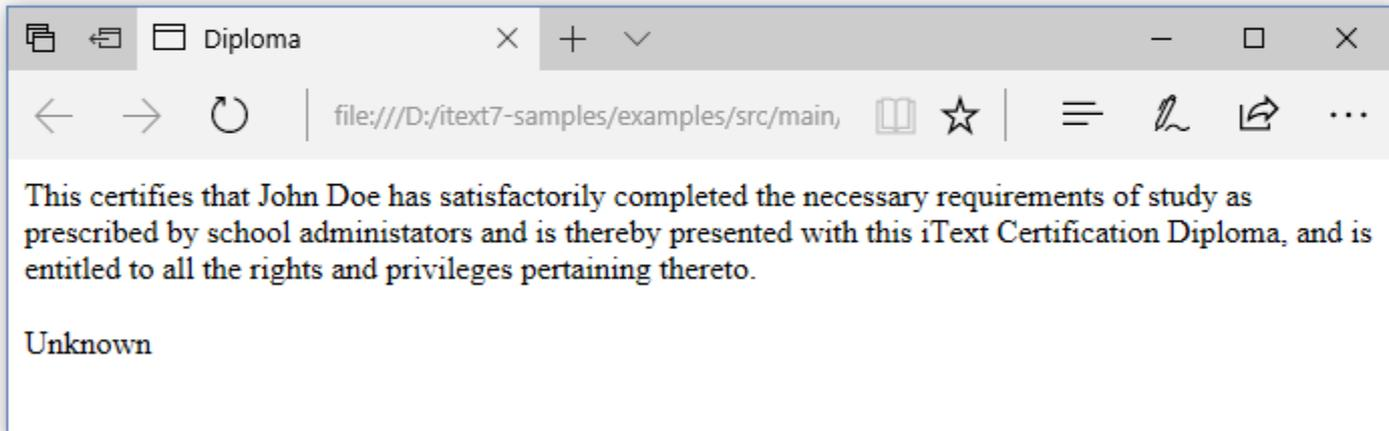 Diploma
file:///D:/itext7-samples/examples/src/main/
This certifies that John Doe has satisfactorily completed the necessary requirements of study as
prescribed by school administators and is thereby presented with this iText Certification Diploma, and is
entitled to all the rights and privileges pertaining thereto.
Unknown